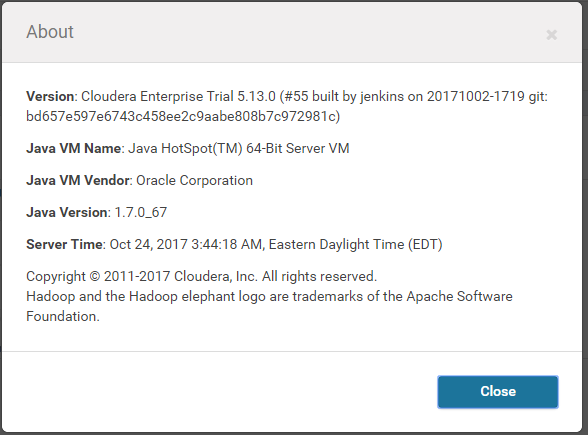 About
×
Version: Cloudera Enterprise Trial 5.13.0 (#55 built by jenkins on 20171002-1719 git:
bd657e597e6743c458ee2c9aabe808b7c972981c)
Java VM Name: Java HotSpot(TM) 64-Bit Server VM
Java VM Vendor: Oracle Corporation
Java Version: 1.7.0_67
Server Time: Oct 24, 2017 3:44:18 AM, Eastern Daylight Time (EDT)
Copyright © 2011-2017 Cloudera, Inc. All rights reserved.
Hadoop and the Hadoop elephant logo are trademarks of the Apache Software
Foundation.
Close